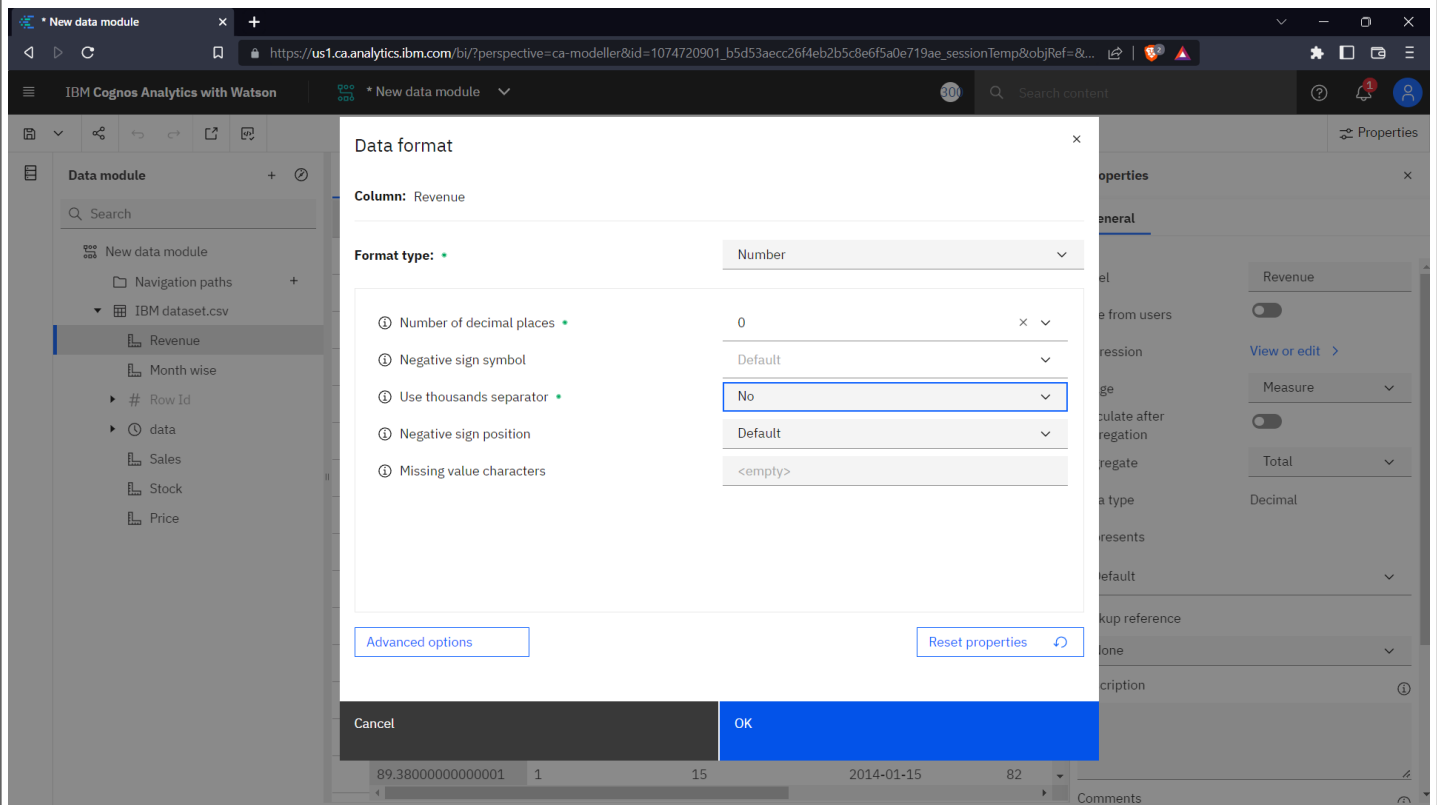 * New data module
https://us1.ca.analytics.ibm.com/bi/?perspective=ca-modeller&id=1074720901_b5d53aecc26f4eb2b5c8e6f5a0e719ae_sessionTemp&objRef=&...
2
IBM Cognos Analytics with Watson
* New data module
300
Search content
1
Properties
Data module
Search
New data module
Navigation paths
IBM dataset.csv
Revenue
Month wise
# Row Id
data
Sales
Stock
Price
Data format
Column: Revenue
Format type:
Number
Number of decimal places
0
Negative sign symbol
Default
Use thousands separator
No
Negative sign position
Default
Missing value characters
<empty>
Advanced options
Reset properties
Cancel
OK
89.38000000000001 1 15 2014-01-15 82
operties
eneral
el
Revenue
e from users
ression
View or edit
ge
Measure
culate after
regation
regate
Total
a type
Decimal
resents
efault
kup reference
None
cription
Comments